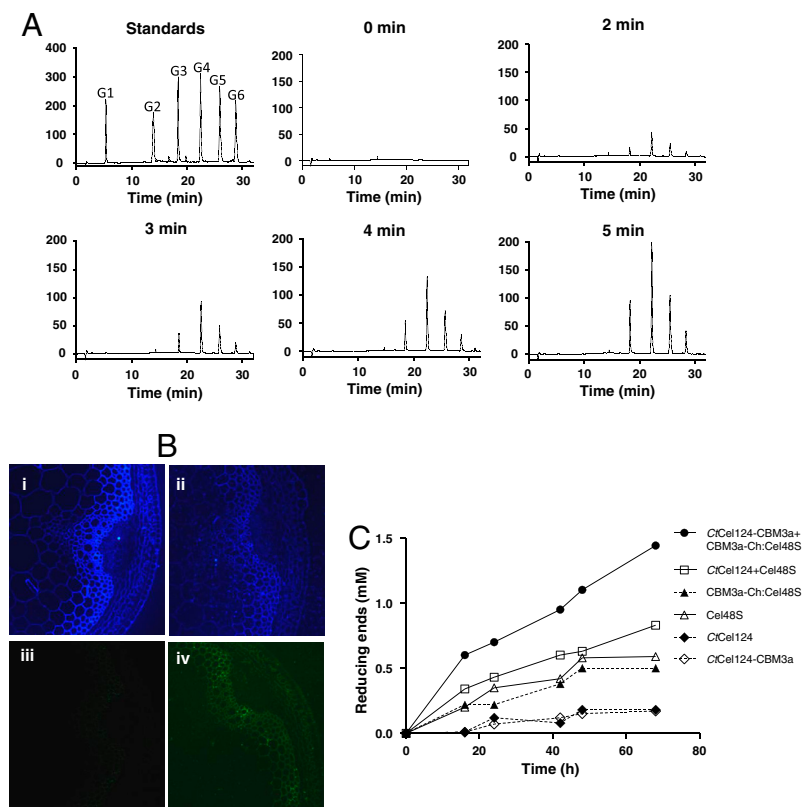 A
Standards
0 min
2 min
400
300
200
100
0
G1
G2
G3
G4
G5
G6
0 10 20 30
Time (min)
200
150
100
50
0
0 10 20 30
Time (min)
200
150
100
50
0
0 10 20 30
Time (min)
3 min
4 min
5 min
200
150
100
50
0
0 10 20 30
Time (min)
200
150
100
50
0
0 10 20 30
Time (min)
200
150
100
50
0
0 10 20 30
Time (min)
B
i
ii
iii
iv
C
Reducing ends (mM)
1.5
1.0
0.5
0.0
0 20 40 60 80
Time (h)
CtCel124-CBM3a+
CBM3a-Ch:Cel48S
CtCel124+Cel48S
CBM3a-Ch:Cel48S
Cel48S
CtCel124
CtCel124-CBM3a